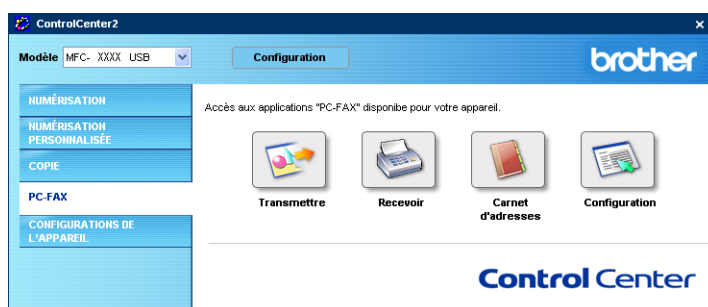 ControlCenter2
Modèle MFC- XXXX USB
Configuration
brother
NUMÉRISATION
NUMÉRISATION
PERSONNALISÉE
COPIE
PC-FAX
CONFIGURATIONS DE
L'APPAREIL
Accès aux applications "PC-FAX" disponibe pour votre appareil.
Transmettre
Recevoir
Carnet
d'adresses
Configuration
Control Center